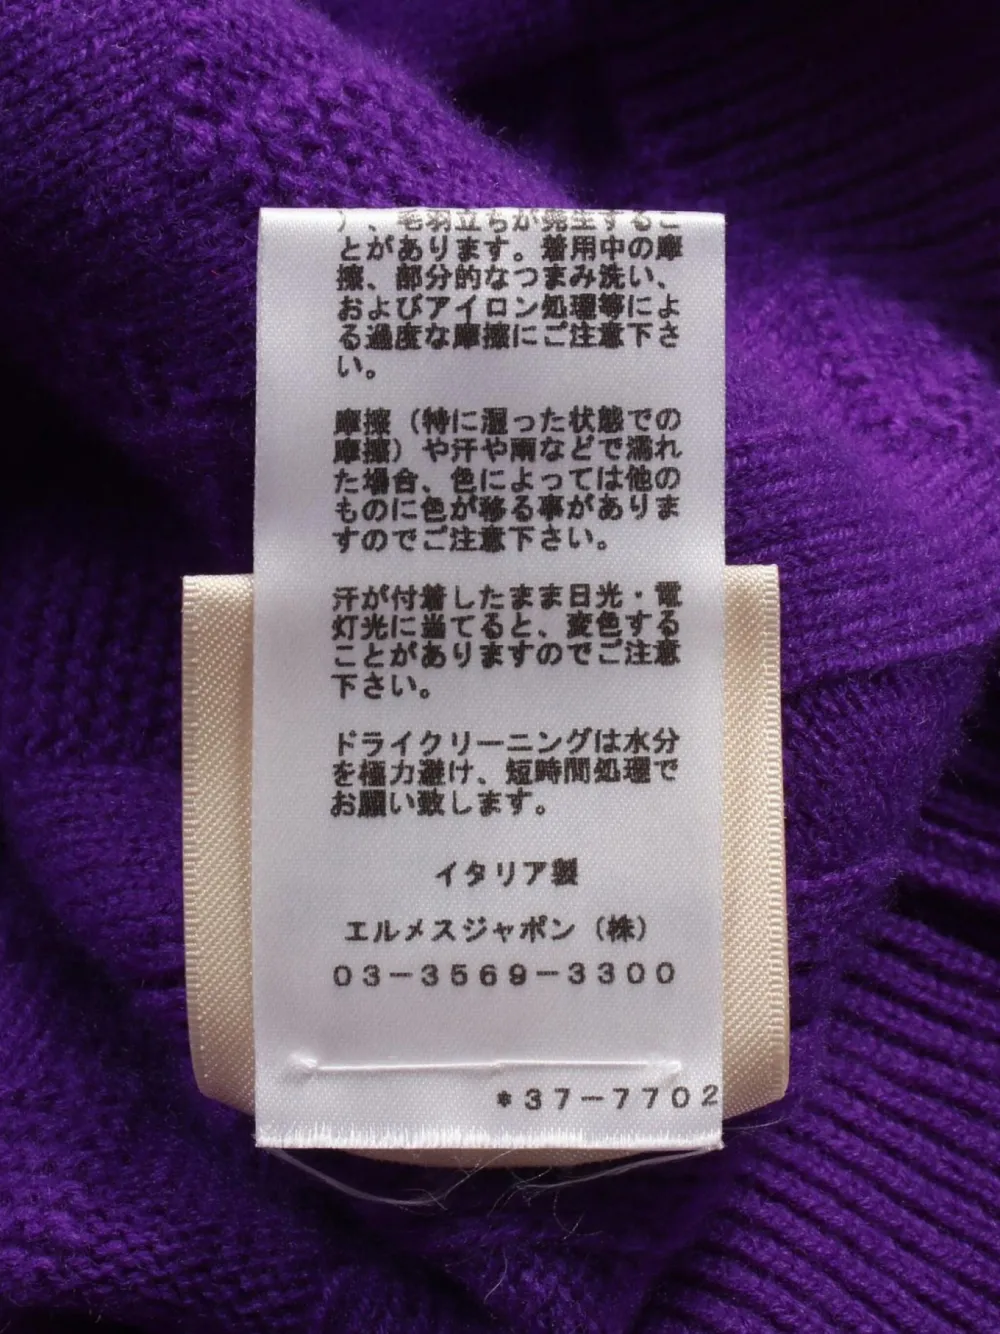 ）、毛羽立ちが発生するこ
とがあります。着用中の摩
擦、部分的なつまみ洗い、
およびアイロン処理等によ
る過度な摩擦にご注意下さ
い。
摩擦（特に湿った状態での
摩擦）や汗や雨などで濡れ
た場合、色によっては他の
ものに色が移る事がありま
すのでご注意下さい。
汗が付着したまま日光・電
灯光に当てると、変色する
ことがありますのでご注意
下さい。
ドライクリーニングは水分
を極力避け、短時間処理で
お願い致します。
イタリア製
エルメスジャポン（株）
03-3569-3300
*37-7702